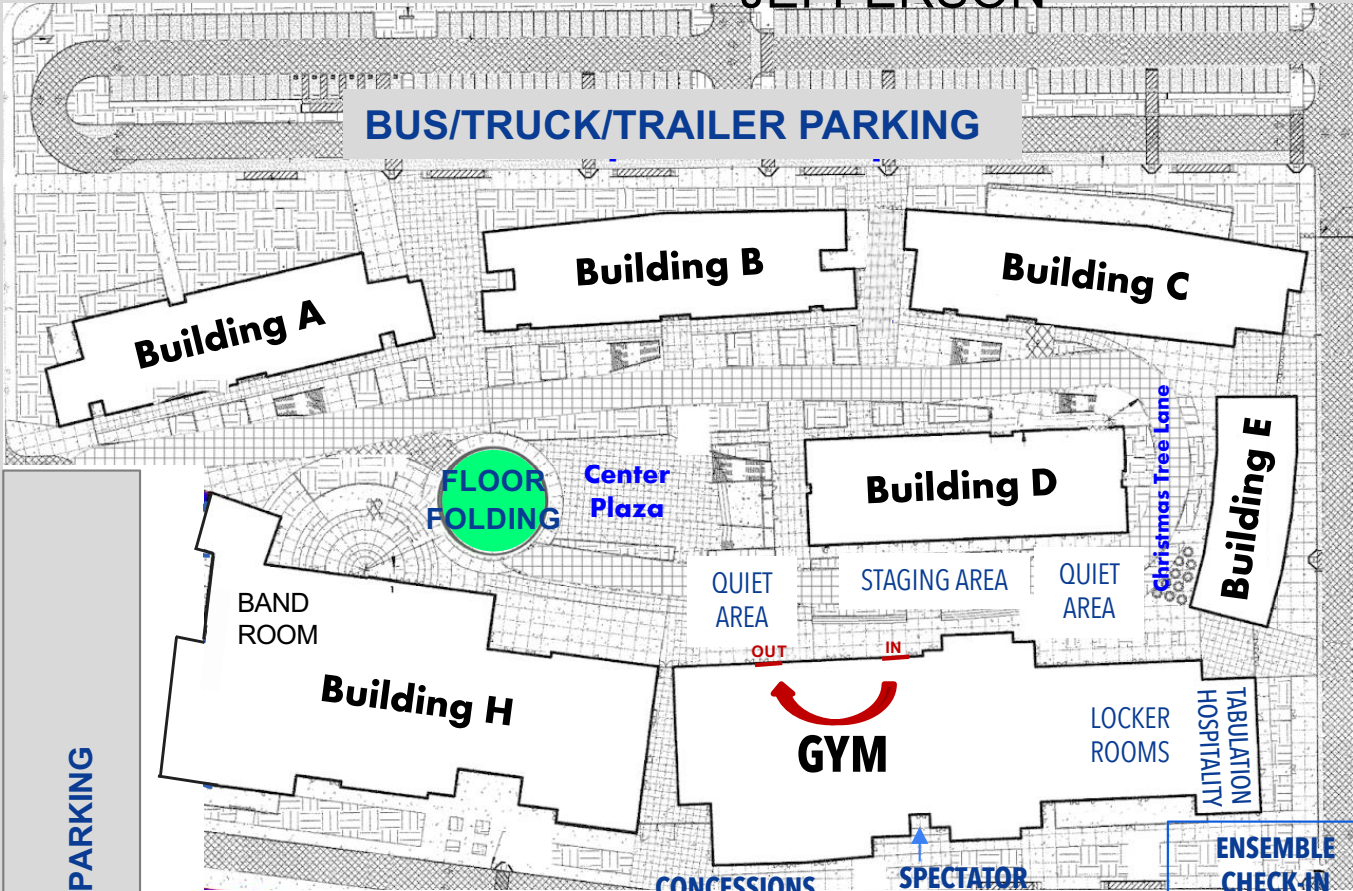 JEFFERSON
BUS/TRUCK/TRAILER PARKING
Building A
Building B
Building C
Christmas Tree Lane
Building E
FLOOR
FOLDING
Center
Plaza
Building D
QUIET
AREA
STAGING AREA
QUIET
AREA
BAND
ROOM
OUT
IN
Building H
GYM
LOCKER
ROOMS
TABULATION
HOSPITALITY
PARKING
CONCESSIONS
SPECTATOR
ENSEMBLE
CHECK-IN